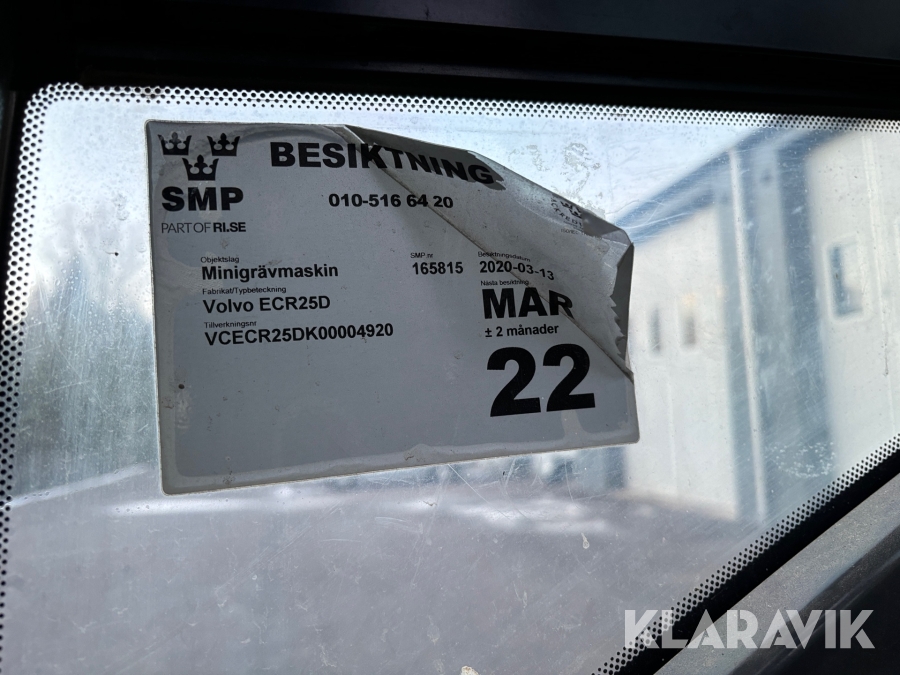 BESIKTNING
SMP
010-516 64 20
PART OF RI.SE
Objektslag
Minigrävmaskin
SMP nr
165815
Besiktningsdatum
2020-03-13
Fabrikat/Typbeteckning
Volvo ECR25D
Nästa besiktning
MAR
Tillverkningsnr
VCECR25DK00004920
± 2 månader
22
KLARAVIK